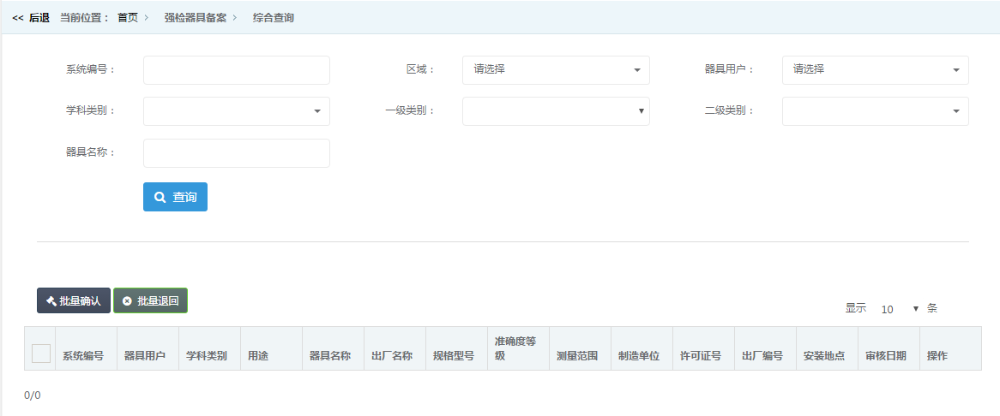 << 后退 当前位置： 首页 > 强检器具备案 > 综合查询
系统编号： 区域： 请选择 器具用户： 请选择
学科类别： 一级类别： 二级类别：
器具名称：
查询
批量确认 批量退回
显示 10 条
系统编号 器具用户 学科类别 用途 器具名称 出厂名称 规格型号 准确度等级 测量范围 制造单位 许可证号 出厂编号 安装地点 审核日期 操作
0/0